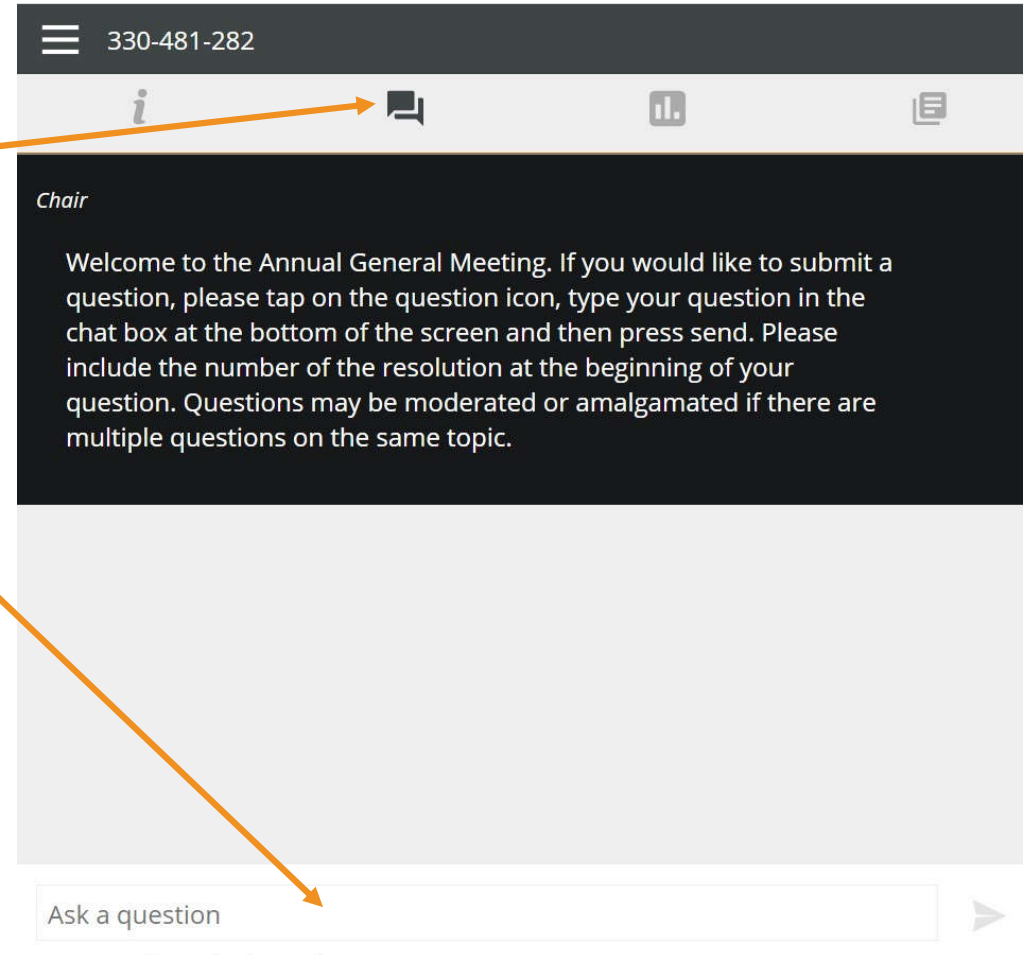 330-481-282
Chair
Welcome to the Annual General Meeting. If you would like to submit a
question, please tap on the question icon, type your question in the
chat box at the bottom of the screen and then press send. Please
include the number of the resolution at the beginning of your
question. Questions may be moderated or amalgamated if there are
multiple questions on the same topic.
Ask a question